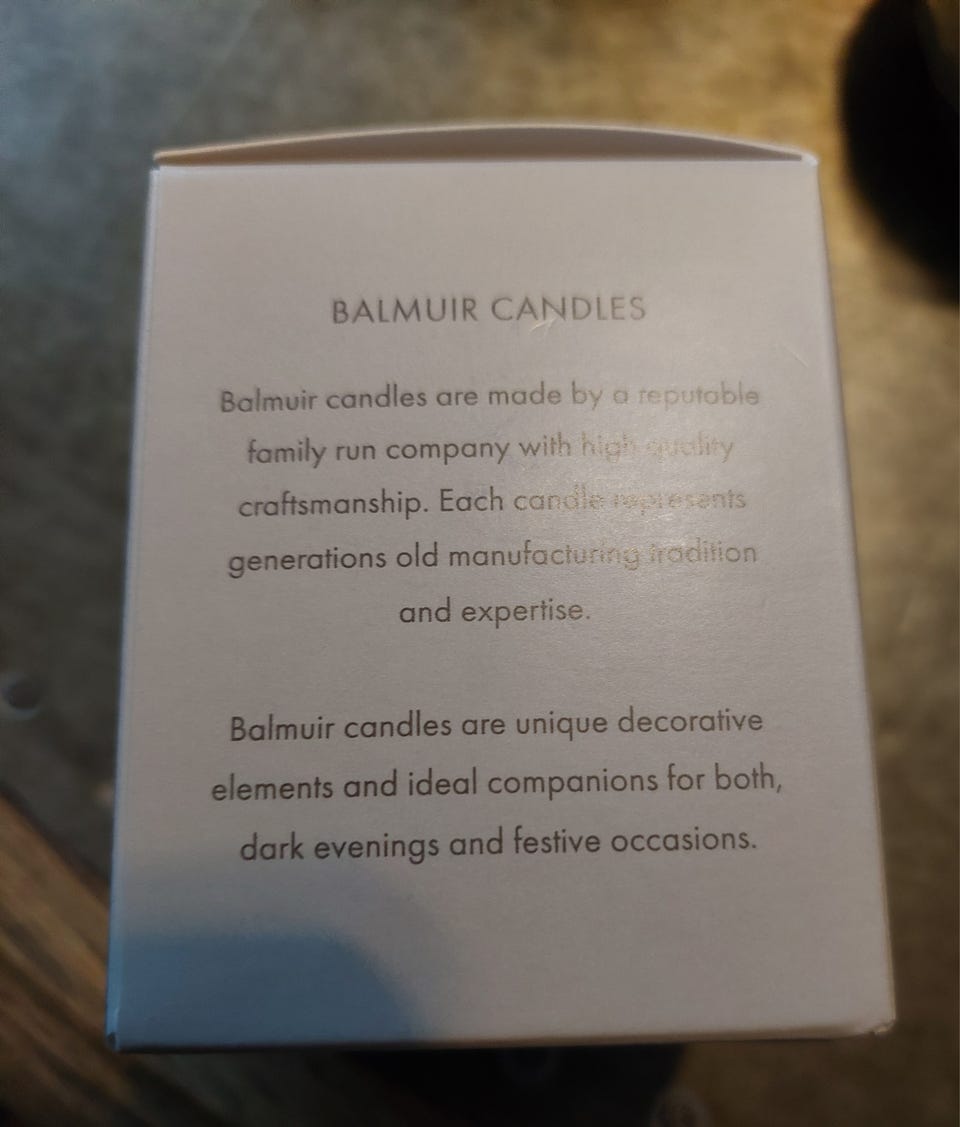 BALMUIR CANDLES
Balmuir candles are made by a reputable
family run company with high quality
craftsmanship. Each candle represents
generations old manufacturing tradition
and expertise.
Balmuir candles are unique decorative
elements and ideal companions for both,
dark evenings and festive occasions.